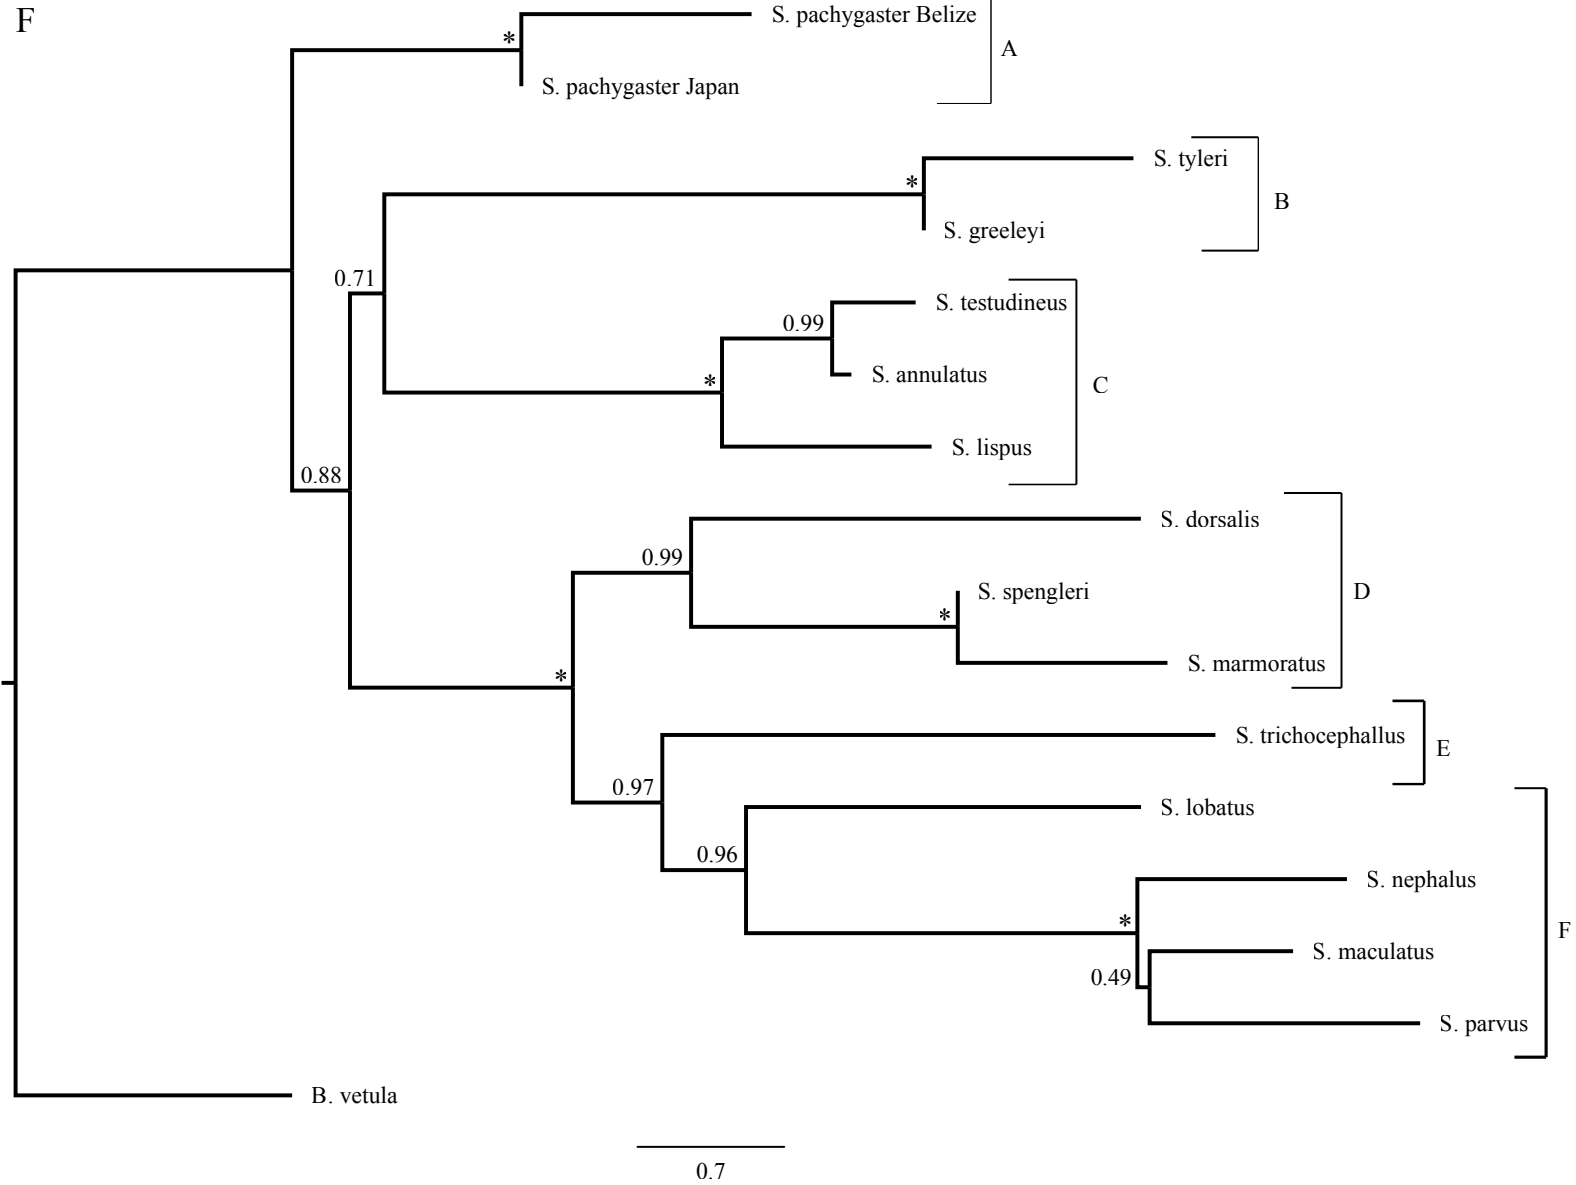 F
S. pachygaster Belize
*
A
S. pachygaster Japan
S. tyleri
*
B
S. greeleyi
0.71
S. testudineus
0.99
S. annulatus
*
C
S. lispus
0.88
S. dorsalis
0.99
S. spengleri
D
*
S. marmoratus
*
S. trichocephallus
E
0.97
S. lobatus
0.96
S. nephalus
*
F
S. maculatus
0.49
S. parvus
B. vetula
0.7